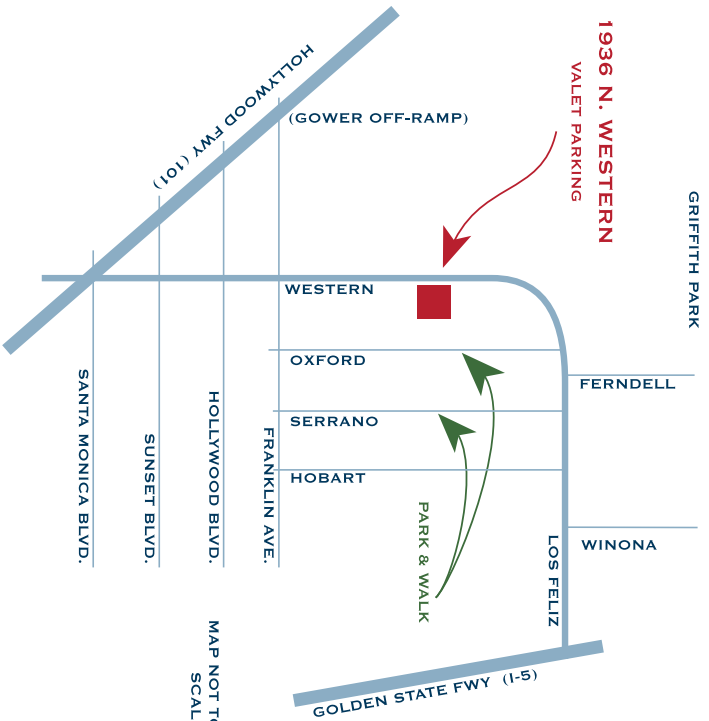 HOLLYWOOD FWY (101)
(GOWER OFF-RAMP)
1936 N. WESTERN
VALET PARKING
GRIFFITH PARK
WESTERN
OXFORD
FERNDELL
SERRANO
HOBART
SANTA MONICA BLVD.
SUNSET BLVD.
HOLLYWOOD BLVD.
FRANKLIN AVE.
PARK & WALK
LOS FELIZ
WINONA
MAP NOT TO
SCAL
GOLDEN STATE FWY (I-5)